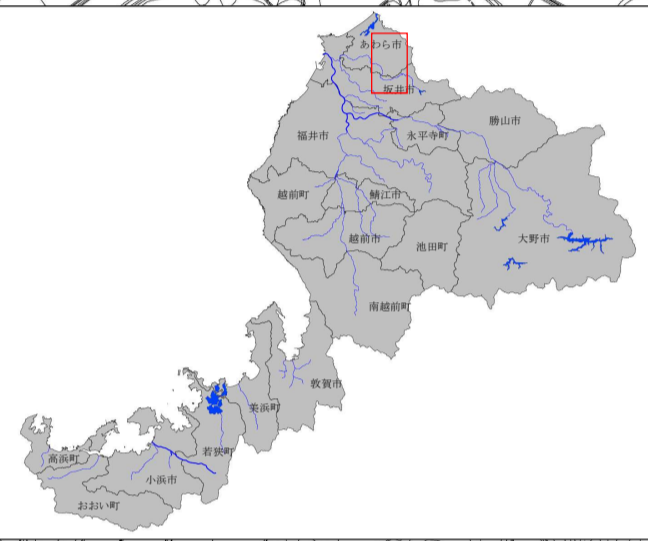 あわら市
坂井市
勝山市
福井市
永平寺町
越前町
鯖江市
越前市
池田町
大野市
南越前町
敦賀市
美浜町
若狭町
高浜町
小浜市
おおい町